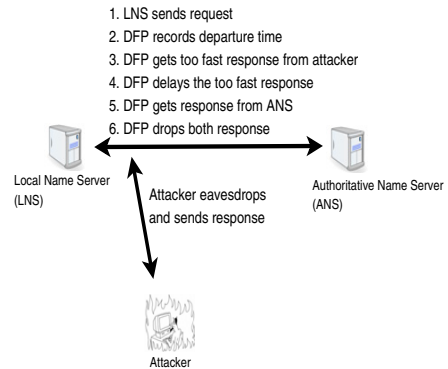 1. LNS sends request
2. DFP records departure time
3. DFP gets too fast response from attacker
4. DFP delays the too fast response
5. DFP gets response from ANS
6. DFP drops both response
Local Name Server
(LNS)
Attacker eavesdrops
and sends response
Authoritative Name Server
(ANS)
Attacker